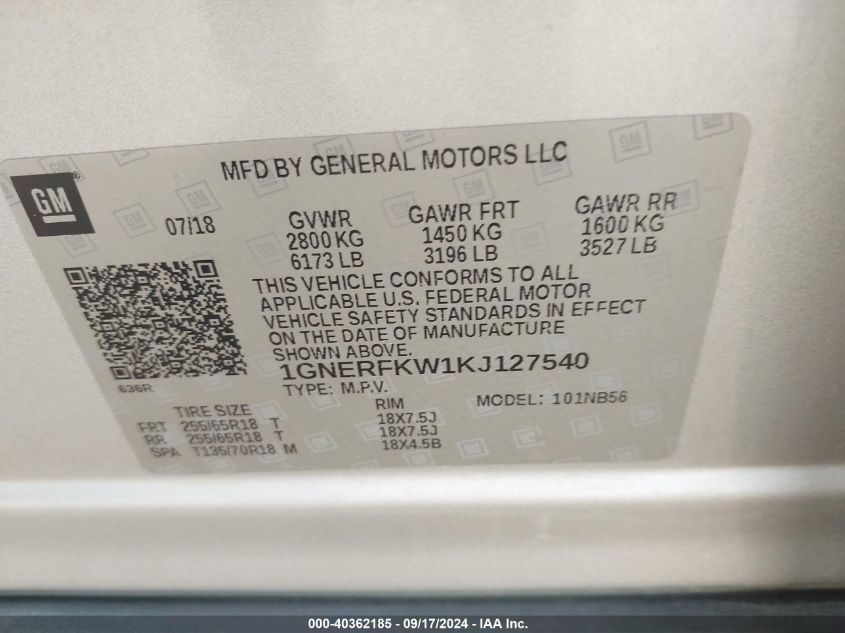 MFD BY GENERAL MOTORS LLC
GM
07/18
GVWR GAWR FRT GAWR RR
2800 KG 1450 KG 1600 KG
6173 LB 3196 LB 3527 LB
THIS VEHICLE CONFORMS TO ALL
APPLICABLE U.S. FEDERAL MOTOR
VEHICLE SAFETY STANDARDS IN EFFECT
ON THE DATE OF MANUFACTURE
SHOWN ABOVE.
1GNERFKW1KJ127540
636R
TYPE: M.P.V.
MODEL: 101NB56
TIRE SIZE RIM
FRT 255/65R18 T 18X7.5J
RR 255/65R18 T 18X7.5J
SPA T135/70R18 M 18X4.5B
000-40362185 - 09/17/2024 - IAA Inc.